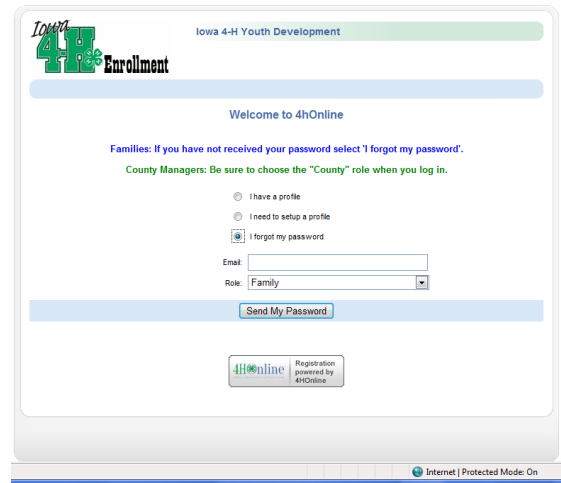 Iowa
4-H
Enrollment
Iowa 4-H Youth Development
Welcome to 4hOnline
Families: If you have not received your password select 'I forgot my password'.
County Managers: Be sure to choose the "County" role when you log in.
I have a profile
I need to setup a profile
I forgot my password
Email:
Role: Family
Send My Password
4HOnline
Registration
powered by
4HOnline
Internet | Protected Mode: On